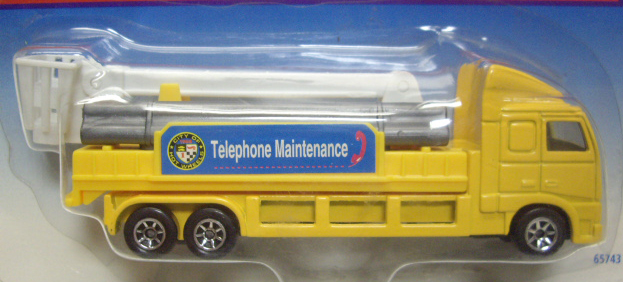 CITY OF
HOT WHEELS
Telephone Maintenance
65743